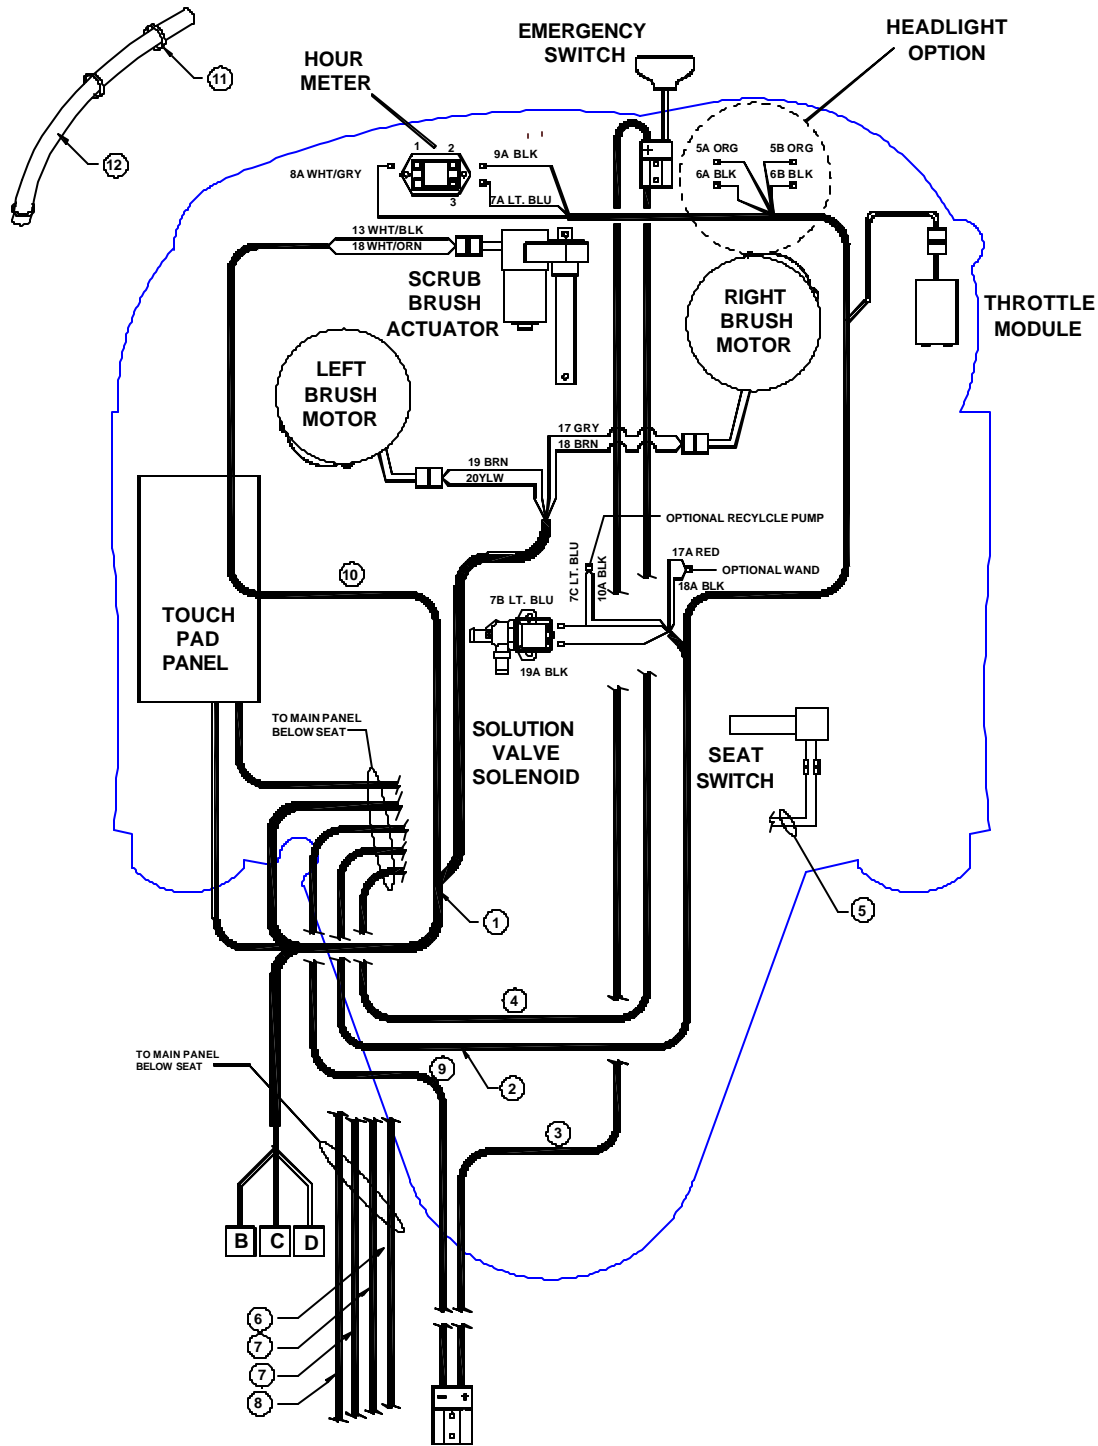 EMERGENCY
SWITCH
HEADLIGHT
OPTION
HOUR
METER
11
12
1
2
3
8A WHT/GRY
9A BLK
7A LT. BLU
+
5A ORG
5B ORG
6A BLK
6B BLK
13 WHT/BLK
18 WHT/ORN
SCRUB
BRUSH
ACTUATOR
RIGHT
BRUSH
MOTOR
THROTTLE
MODULE
LEFT
BRUSH
MOTOR
17 GRY
18 BRN
19 BRN
20YLW
OPTIONAL RECYLCLE PUMP
7C LT. BLU
10A BLK
17A RED
OPTIONAL WAND
18A BLK
10
TOUCH
PAD
PANEL
7B LT. BLU
19A BLK
TO MAIN PANEL
BELOW SEAT
SOLUTION
VALVE
SOLENOID
SEAT
SWITCH
1
5
4
2
9
3
TO MAIN PANEL
BELOW SEAT
B C D
6
7
7
8
- +